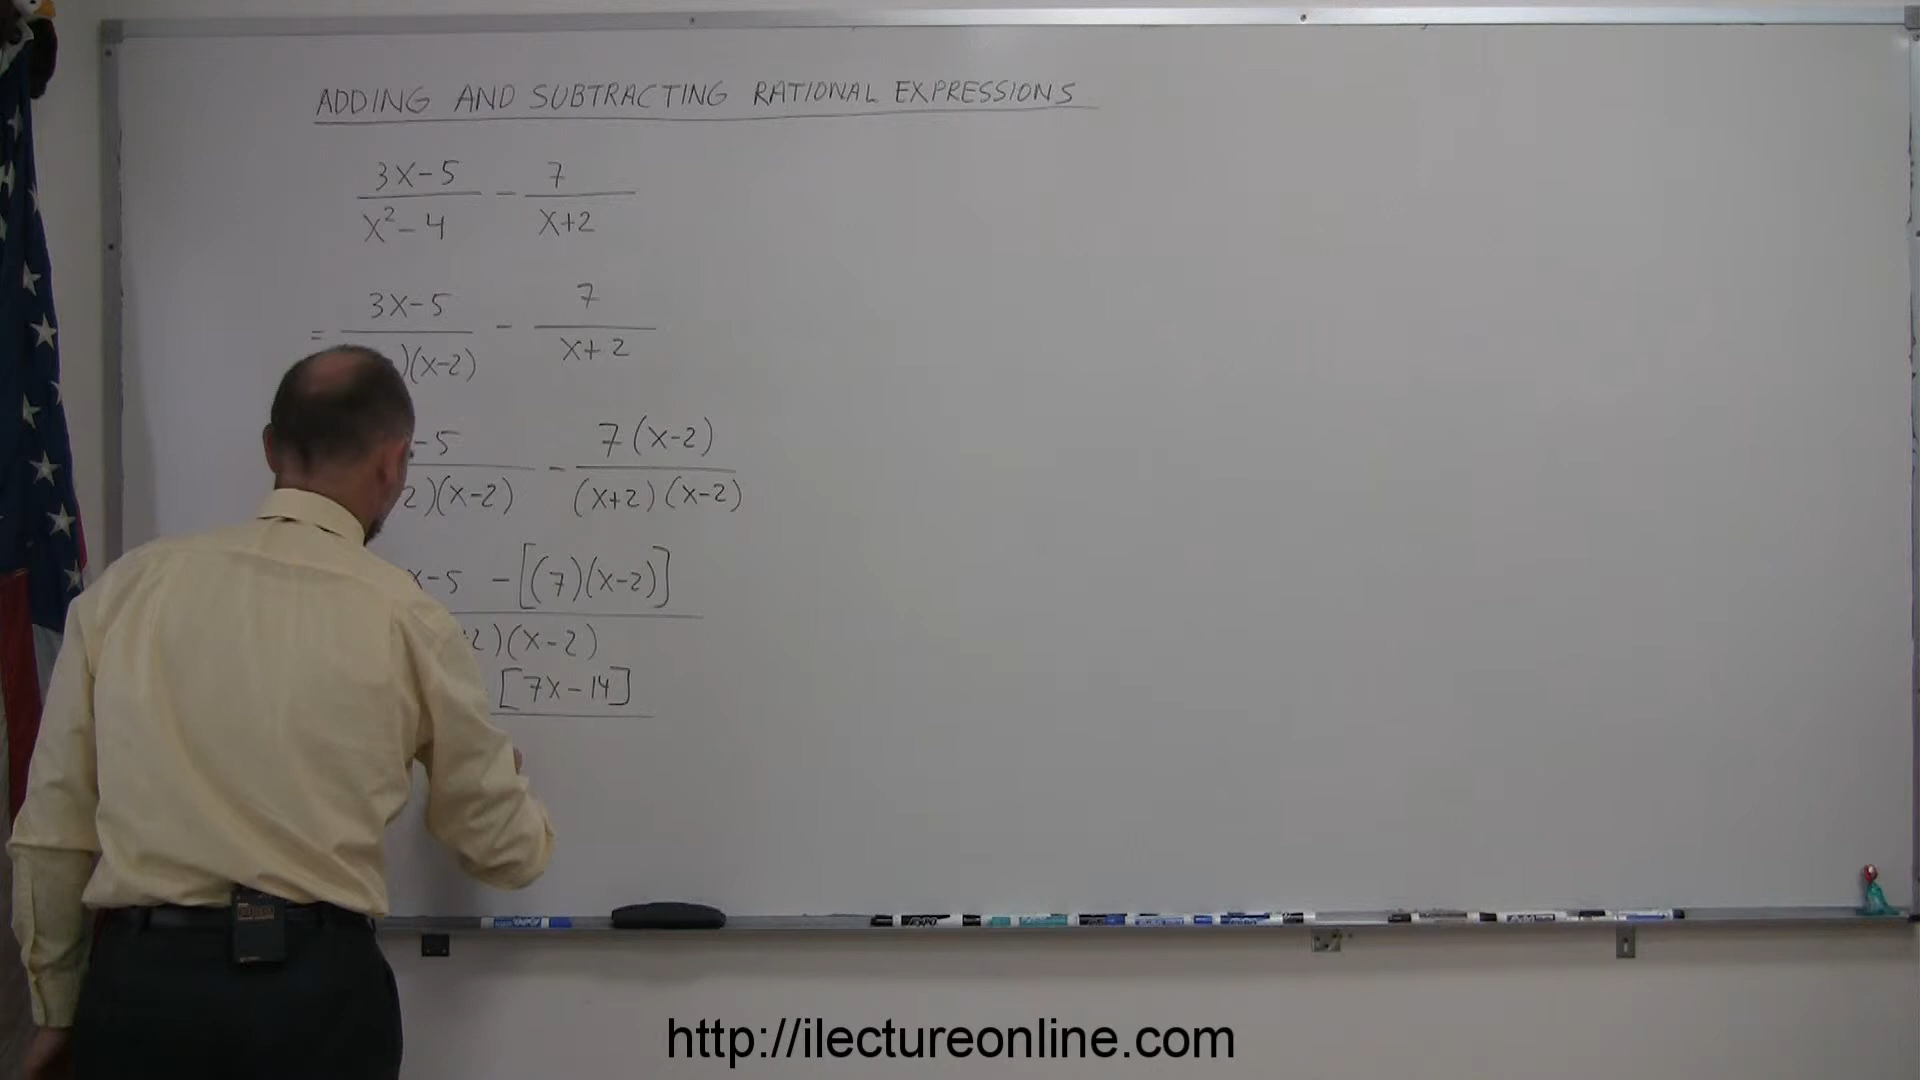 ADDING AND SUBTRACTING RATIONAL EXPRESSIONS
3x-5 / x²-4 - 7 / x+2
= 3x-5 / )(x-2) - 7 / x+2
-5 / 2)(x-2) - 7(x-2) / (x+2)(x-2)
x-5 -[(7)(x-2)]
2)(x-2)
[7x-14]
EXPO
http://ilectureonline.com